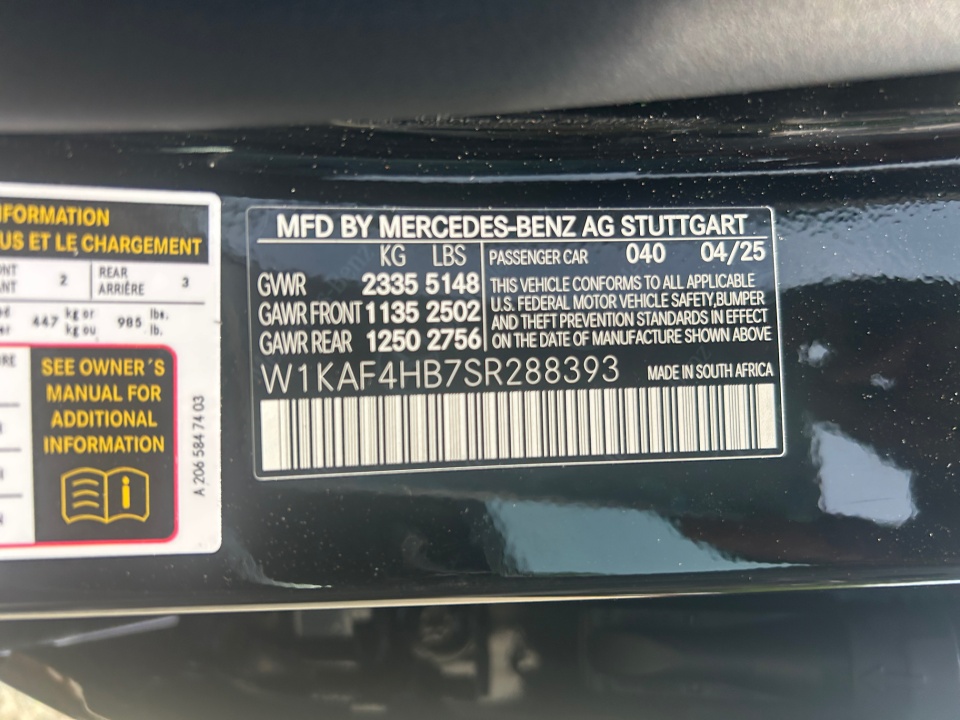 NFORMATION
US ET LE CHARGEMENT
2
REAR
ARRIÈRE
3
447
kg or
kg ou
985
lbs.
lb.
SEE OWNER´S
MANUAL FOR
ADDITIONAL
INFORMATION
i
A 206 584 74 03
MFD BY MERCEDES-BENZ AG STUTTGART
KG LBS
GVWR 2335 5148
GAWR FRONT 1135 2502
GAWR REAR 1250 2756
PASSENGER CAR 040 04/25
THIS VEHICLE CONFORMS TO ALL APPLICABLE
U.S. FEDERAL MOTOR VEHICLE SAFETY,BUMPER
AND THEFT PREVENTION STANDARDS IN EFFECT
ON THE DATE OF MANUFACTURE SHOWN ABOVE
W1KAF4HB7SR288393 MADE IN SOUTH AFRICA